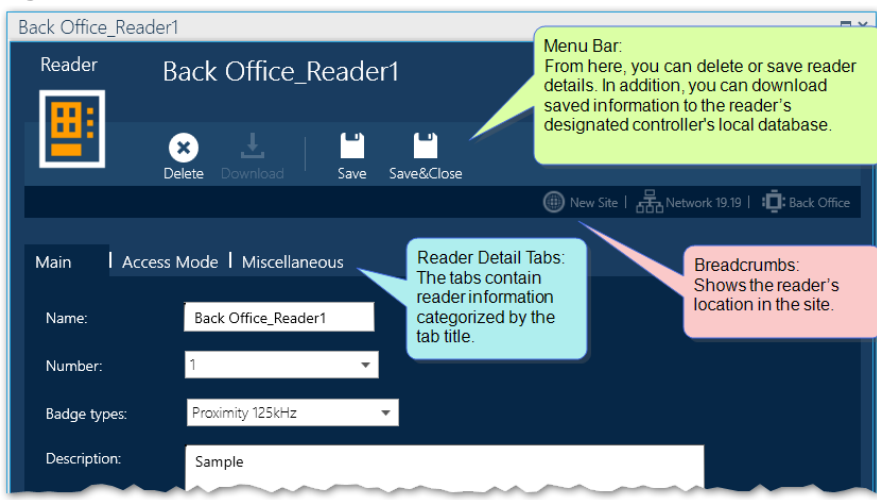 Back Office_Reader1
Reader
Back Office_Reader1
Menu Bar:
From here, you can delete or save reader
details. In addition, you can download
saved information to the reader's
designated controller's local database.
Delete
Download
Save
Save&Close
New Site |
Network 19.19 |
Back Office
Main | Access Mode | Miscellaneous
Reader Detail Tabs:
The tabs contain
reader information
categorized by the
tab title.
Breadcrumbs:
Shows the reader's
location in the site.
Name:
Back Office_Reader1
Number:
1
Badge types:
Proximity 125kHz
Description:
Sample